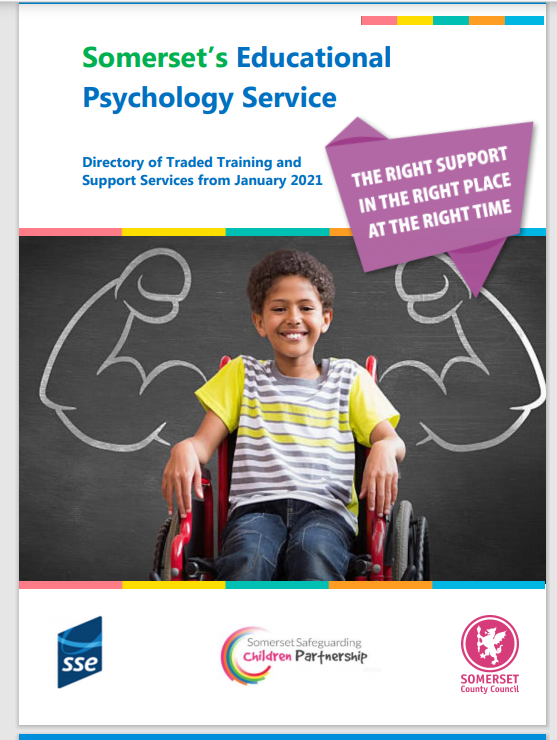 Somerset’s Educational
Psychology Service
Directory of Traded Training and
Support Services from January 2021
THE RIGHT SUPPORT
IN THE RIGHT PLACE
AT THE RIGHT TIME
sse
Somerset Safeguarding
Children Partnership
SOMERSET
County Council